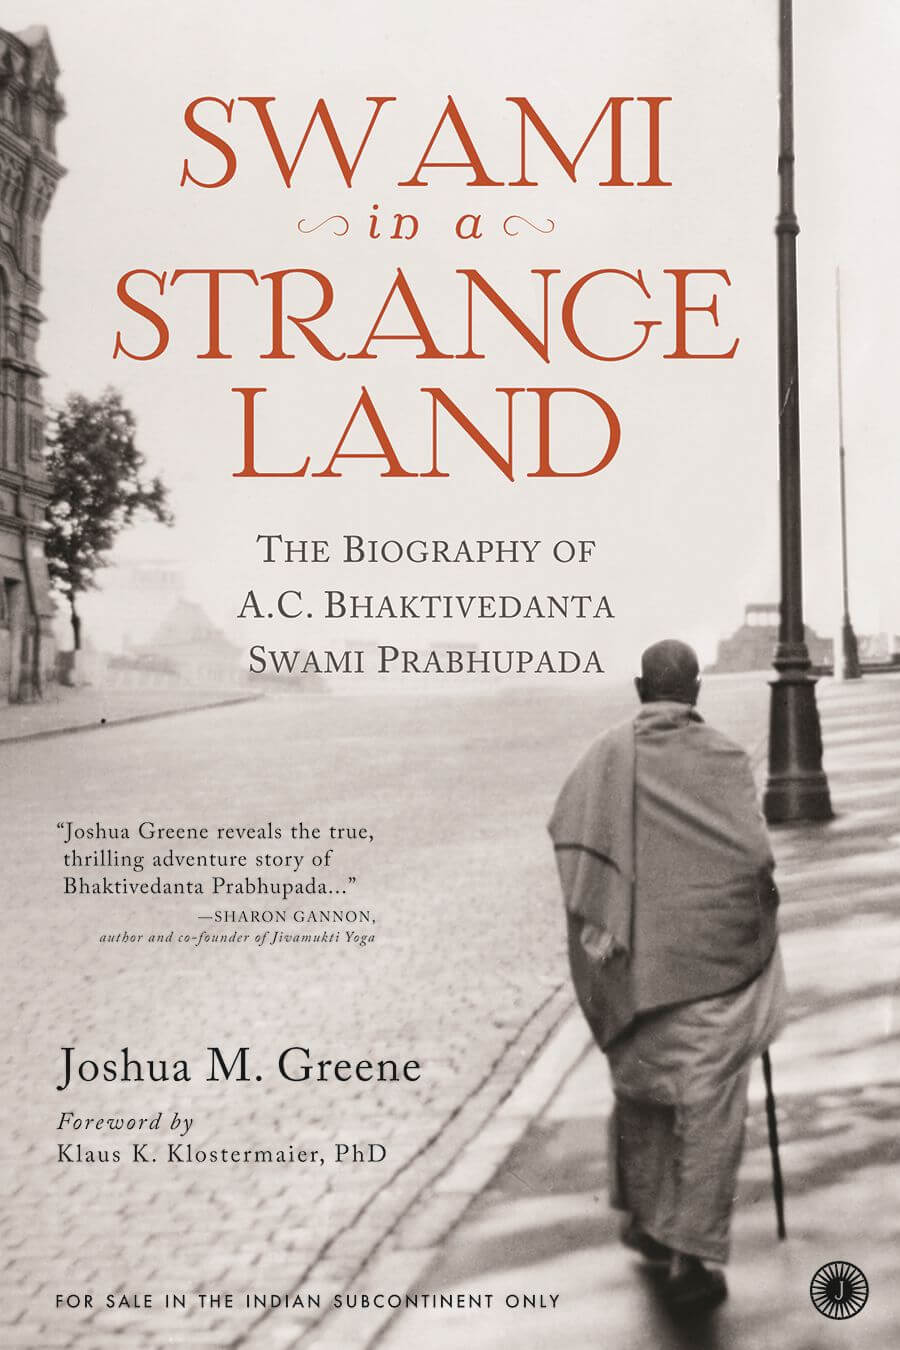 SWAMI
in a
STRANGE
LAND
THE BIOGRAPHY OF
A.C. BHAKTIVEDANTA
SWAMI PRABHUPADA
“Joshua Greene reveals the true,
thrilling adventure story of
Bhaktivedanta Prabhupada...”
—SHARON GANNON,
author and co-founder of Jivamukti Yoga
Joshua M. Greene
Foreword by
Klaus K. Klostermaier, PhD
FOR SALE IN THE INDIAN SUBCONTINENT ONLY
J